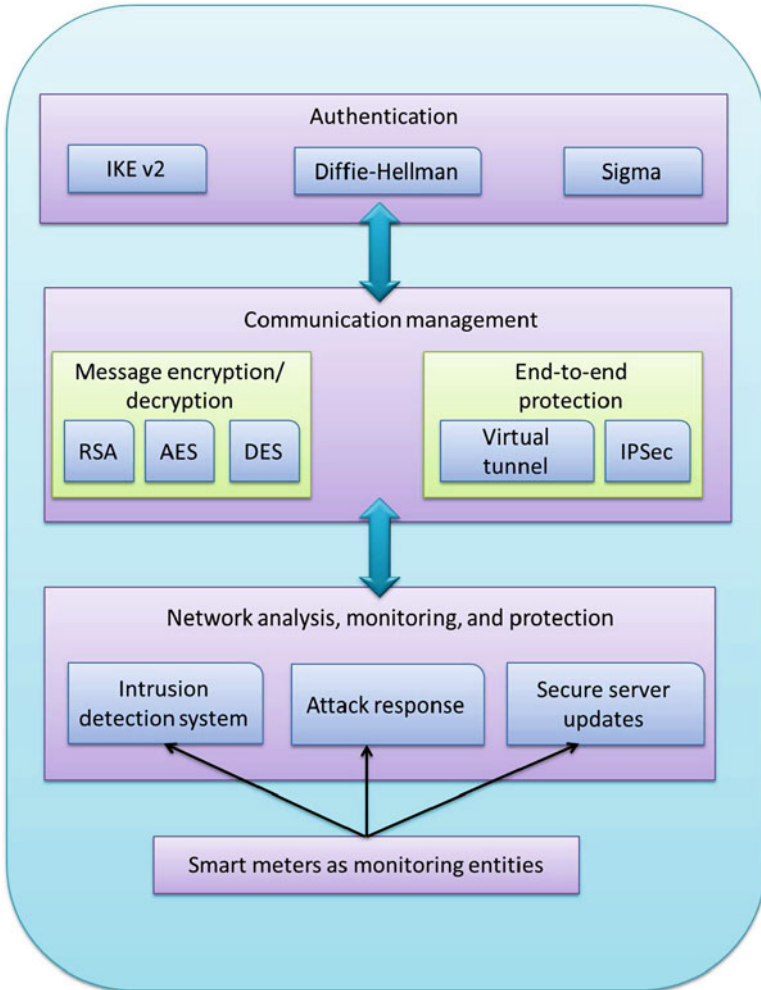 Authentication
IKE v2
Diffie-Hellman
Sigma
Communication management
Message encryption/
decryption
RSA
AES
DES
End-to-end
protection
Virtual
tunnel
IPSec
Network analysis, monitoring, and protection
Intrusion
detection system
Attack response
Secure server
updates
Smart meters as monitoring entities